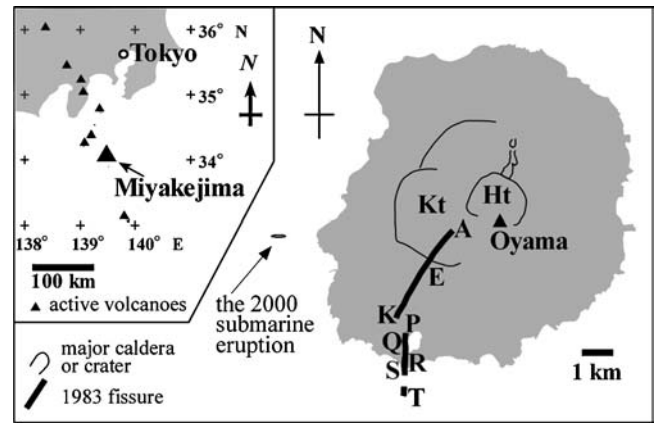 36° N
Tokyo
N
35°
34°
Miyakejima
138° 139° 140° E
100 km
active volcanoes
major caldera
or crater
1983 fissure
N
Kt
Ht
A
Oyama
E
the 2000
submarine
eruption
K
P
Q
R
S
T
1 km